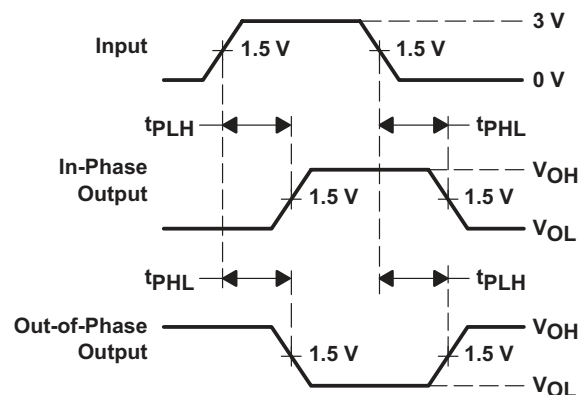 3 V
Input
1.5 V
1.5 V
0 V
tPLH
tPHL
In-Phase
Output
VOH
1.5 V
1.5 V
VOL
tPHL
tPLH
Out-of-Phase
Output
VOH
1.5 V
1.5 V
VOL